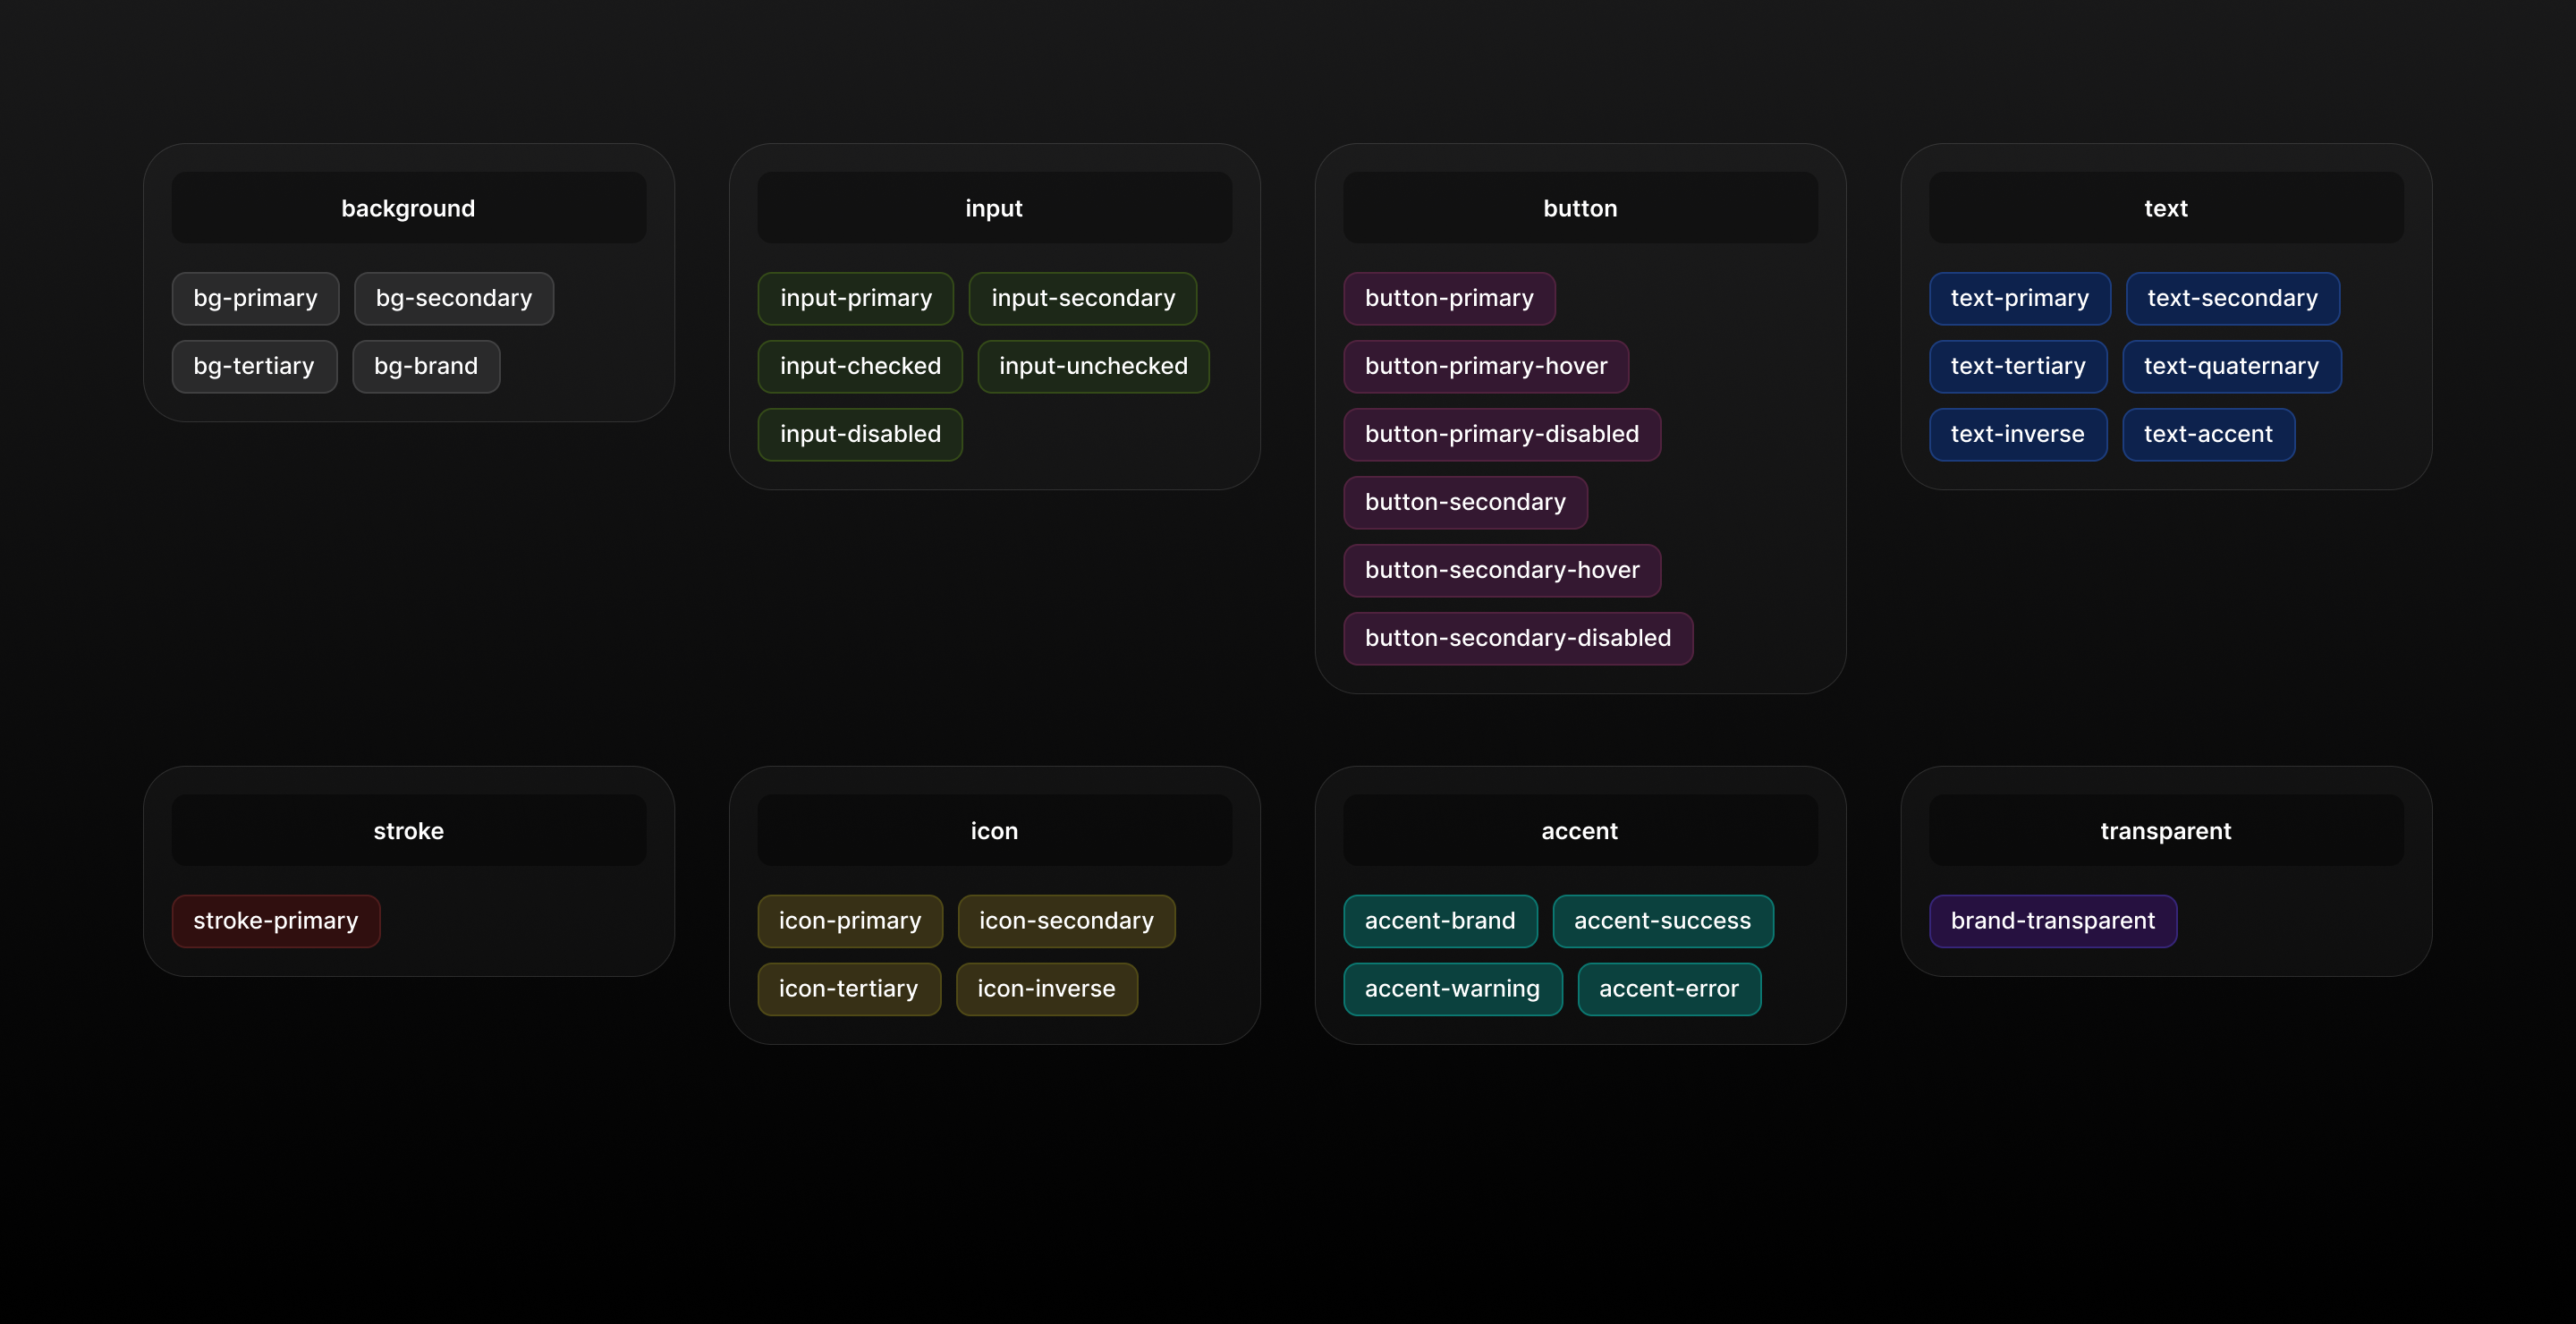 background
bg-primary
bg-secondary
bg-tertiary
bg-brand
input
input-primary
input-secondary
input-checked
input-unchecked
input-disabled
button
button-primary
button-primary-hover
button-primary-disabled
button-secondary
button-secondary-hover
button-secondary-disabled
text
text-primary
text-secondary
text-tertiary
text-quaternary
text-inverse
text-accent
stroke
stroke-primary
icon
icon-primary
icon-secondary
icon-tertiary
icon-inverse
accent
accent-brand
accent-success
accent-warning
accent-error
transparent
brand-transparent